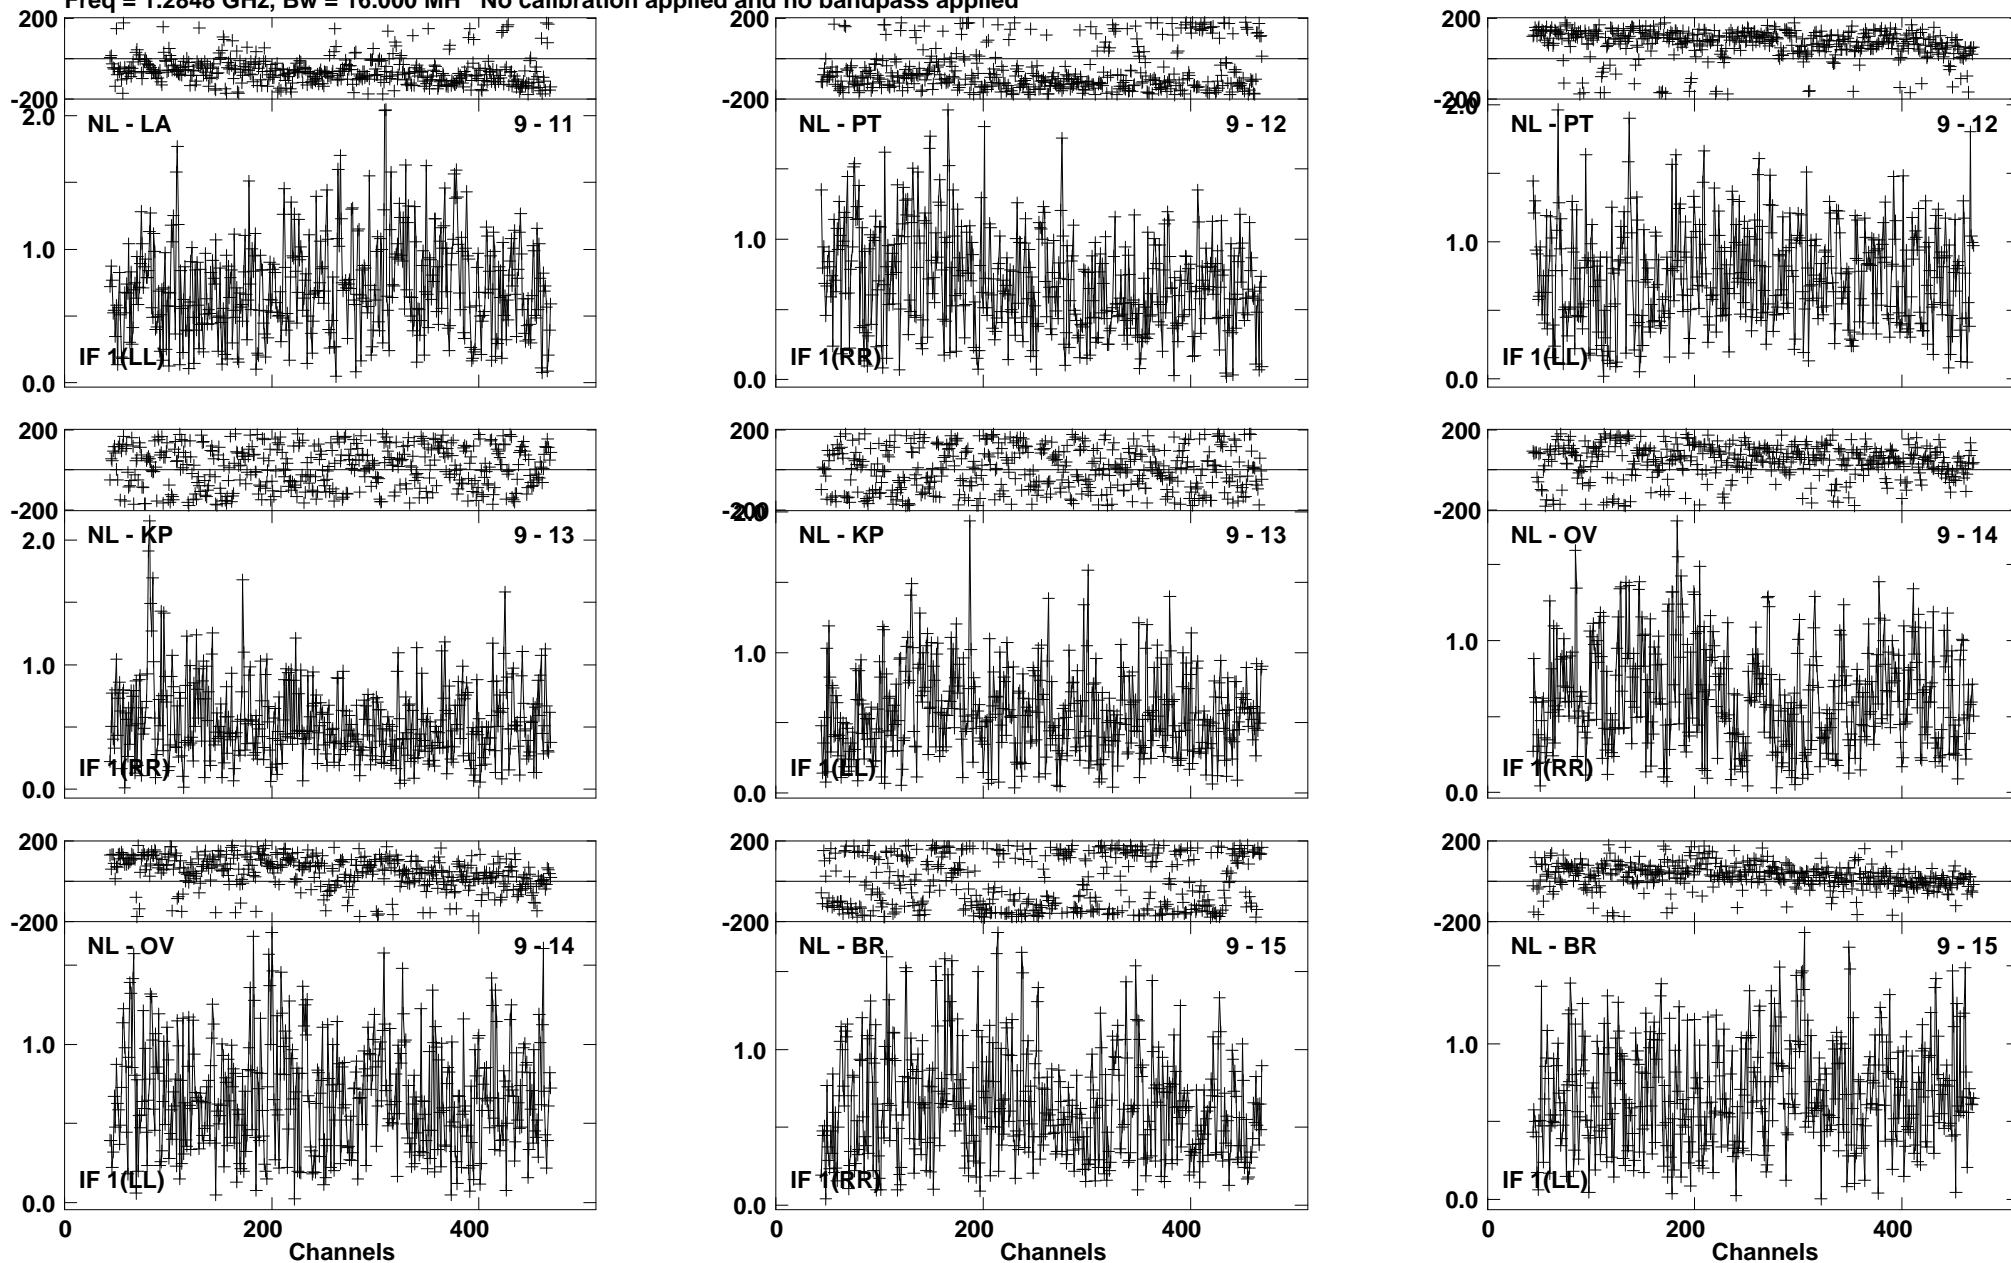 Freq = 1.2848 GHz, Bw = 16.000 MH No calibration applied and no bandpass applied
200
-200
2.0
1.0
0.0
NL - LA 9 - 11
IF 1(LL)
200
-200
1.0
0.0
NL - PT 9 - 12
IF 1(RR)
200
-200
2.0
1.0
0.0
NL - PT 9 - 12
IF 1(LL)
200
-200
2.0
1.0
0.0
NL - KP 9 - 13
IF 1(RR)
200
-200
2.0
1.0
0.0
NL - KP 9 - 13
IF 1(LL)
200
-200
1.0
0.0
NL - OV 9 - 14
IF 1(RR)
200
-200
1.0
0.0
NL - OV 9 - 14
IF 1(LL)
0 200 400
Channels
200
-200
1.0
0.0
NL - BR 9 - 15
IF 1(RR)
0 200 400
Channels
200
-200
1.0
0.0
NL - BR 9 - 15
IF 1(LL)
0 200 400
Channels